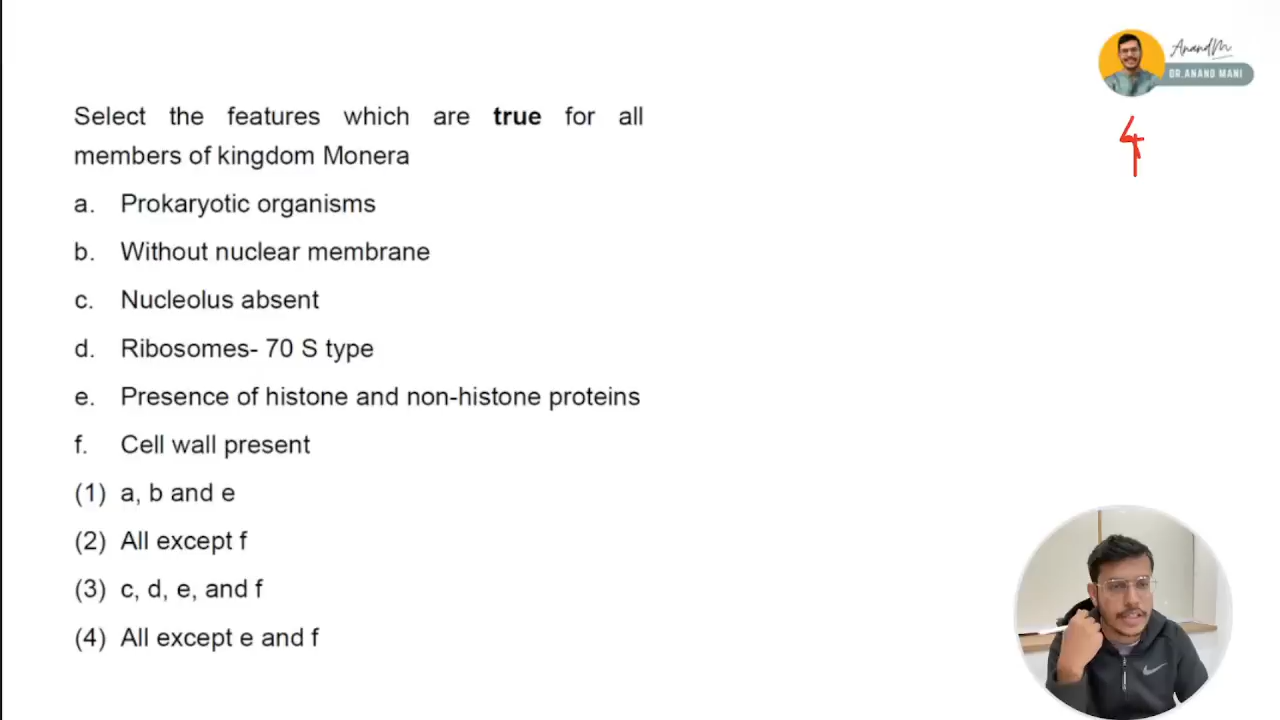 AnandM
DR.ANAND MANI
4
Select the features which are true for all
members of kingdom Monera
a. Prokaryotic organisms
b. Without nuclear membrane
c. Nucleolus absent
d. Ribosomes- 70 S type
e. Presence of histone and non-histone proteins
f. Cell wall present
(1) a, b and e
(2) All except f
(3) c, d, e, and f
(4) All except e and f